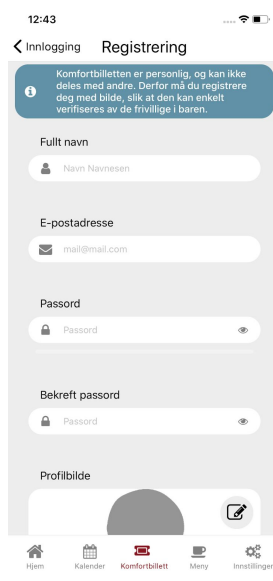 12:43
Innlogging Registrering
Komfortbilletten er personlig, og kan ikke
deles med andre. Derfor må du registrere
deg med bilde, slik at den kan enkelt
verifiseres av de frivillige i baren.
Fullt navn
Navn Navnesen
E-postadresse
mail@mail.com
Passord
Passord
Bekreft passord
Passord
Profilbilde
Hjem Kalender Komfortbillett Meny Innstillinger